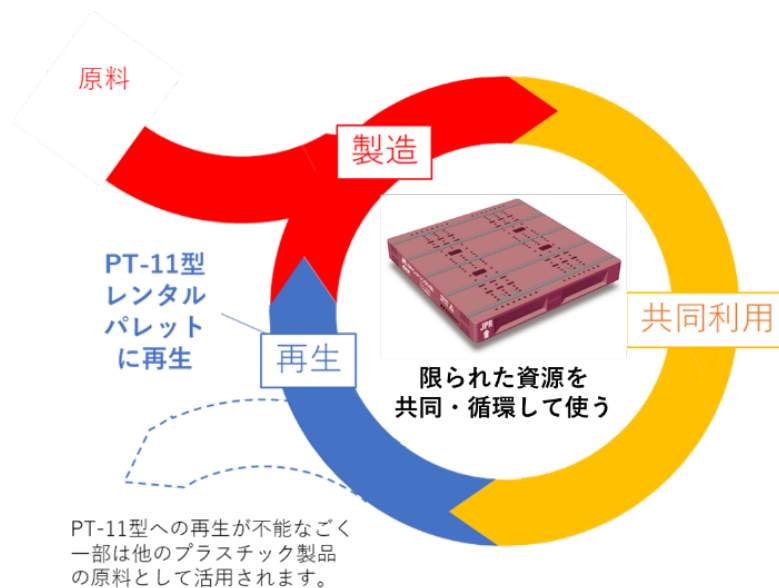 原料
製造
PT-11型
レンタル
パレット
に再生
再生
共同利用
JPR
限られた資源を
共同・循環して使う
PT-11型への再生が不能なごく
一部は他のプラスチック製品
の原料として活用されます。